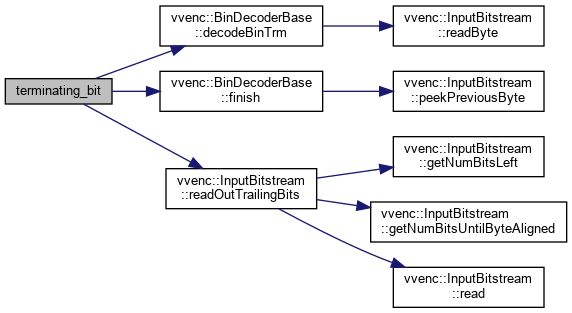 terminating_bit
vvenc::BinDecoderBase
::decodeBinTrm
vvenc::InputBitstream
::readByte
vvenc::BinDecoderBase
::finish
vvenc::InputBitstream
::peekPreviousByte
vvenc::InputBitstream
::readOutTrailingBits
vvenc::InputBitstream
::getNumBitsLeft
vvenc::InputBitstream
::getNumBitsUntilByteAligned
vvenc::InputBitstream
::read